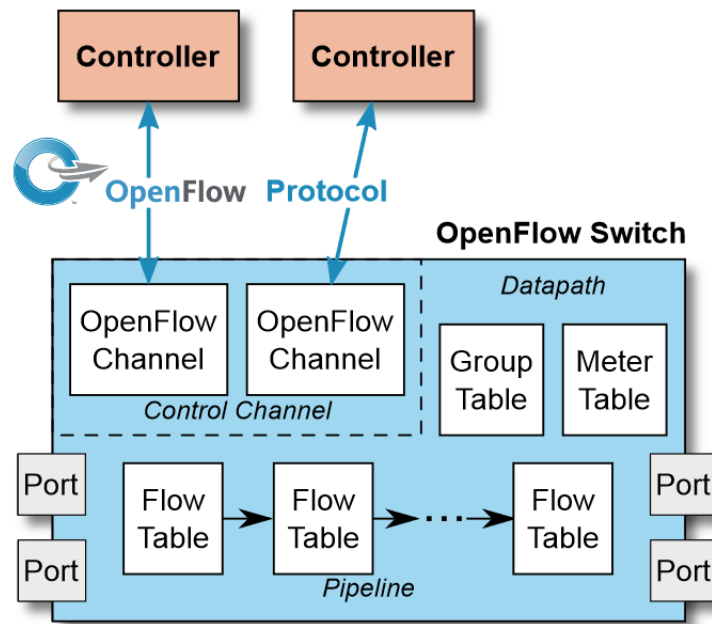 Controller
Controller
OpenFlow Protocol
OpenFlow Switch
Datapath
OpenFlow
Channel
OpenFlow
Channel
Control Channel
Group
Table
Meter
Table
Port
Port
Flow
Table
Flow
Table
...
Flow
Table
Port
Port
Pipeline